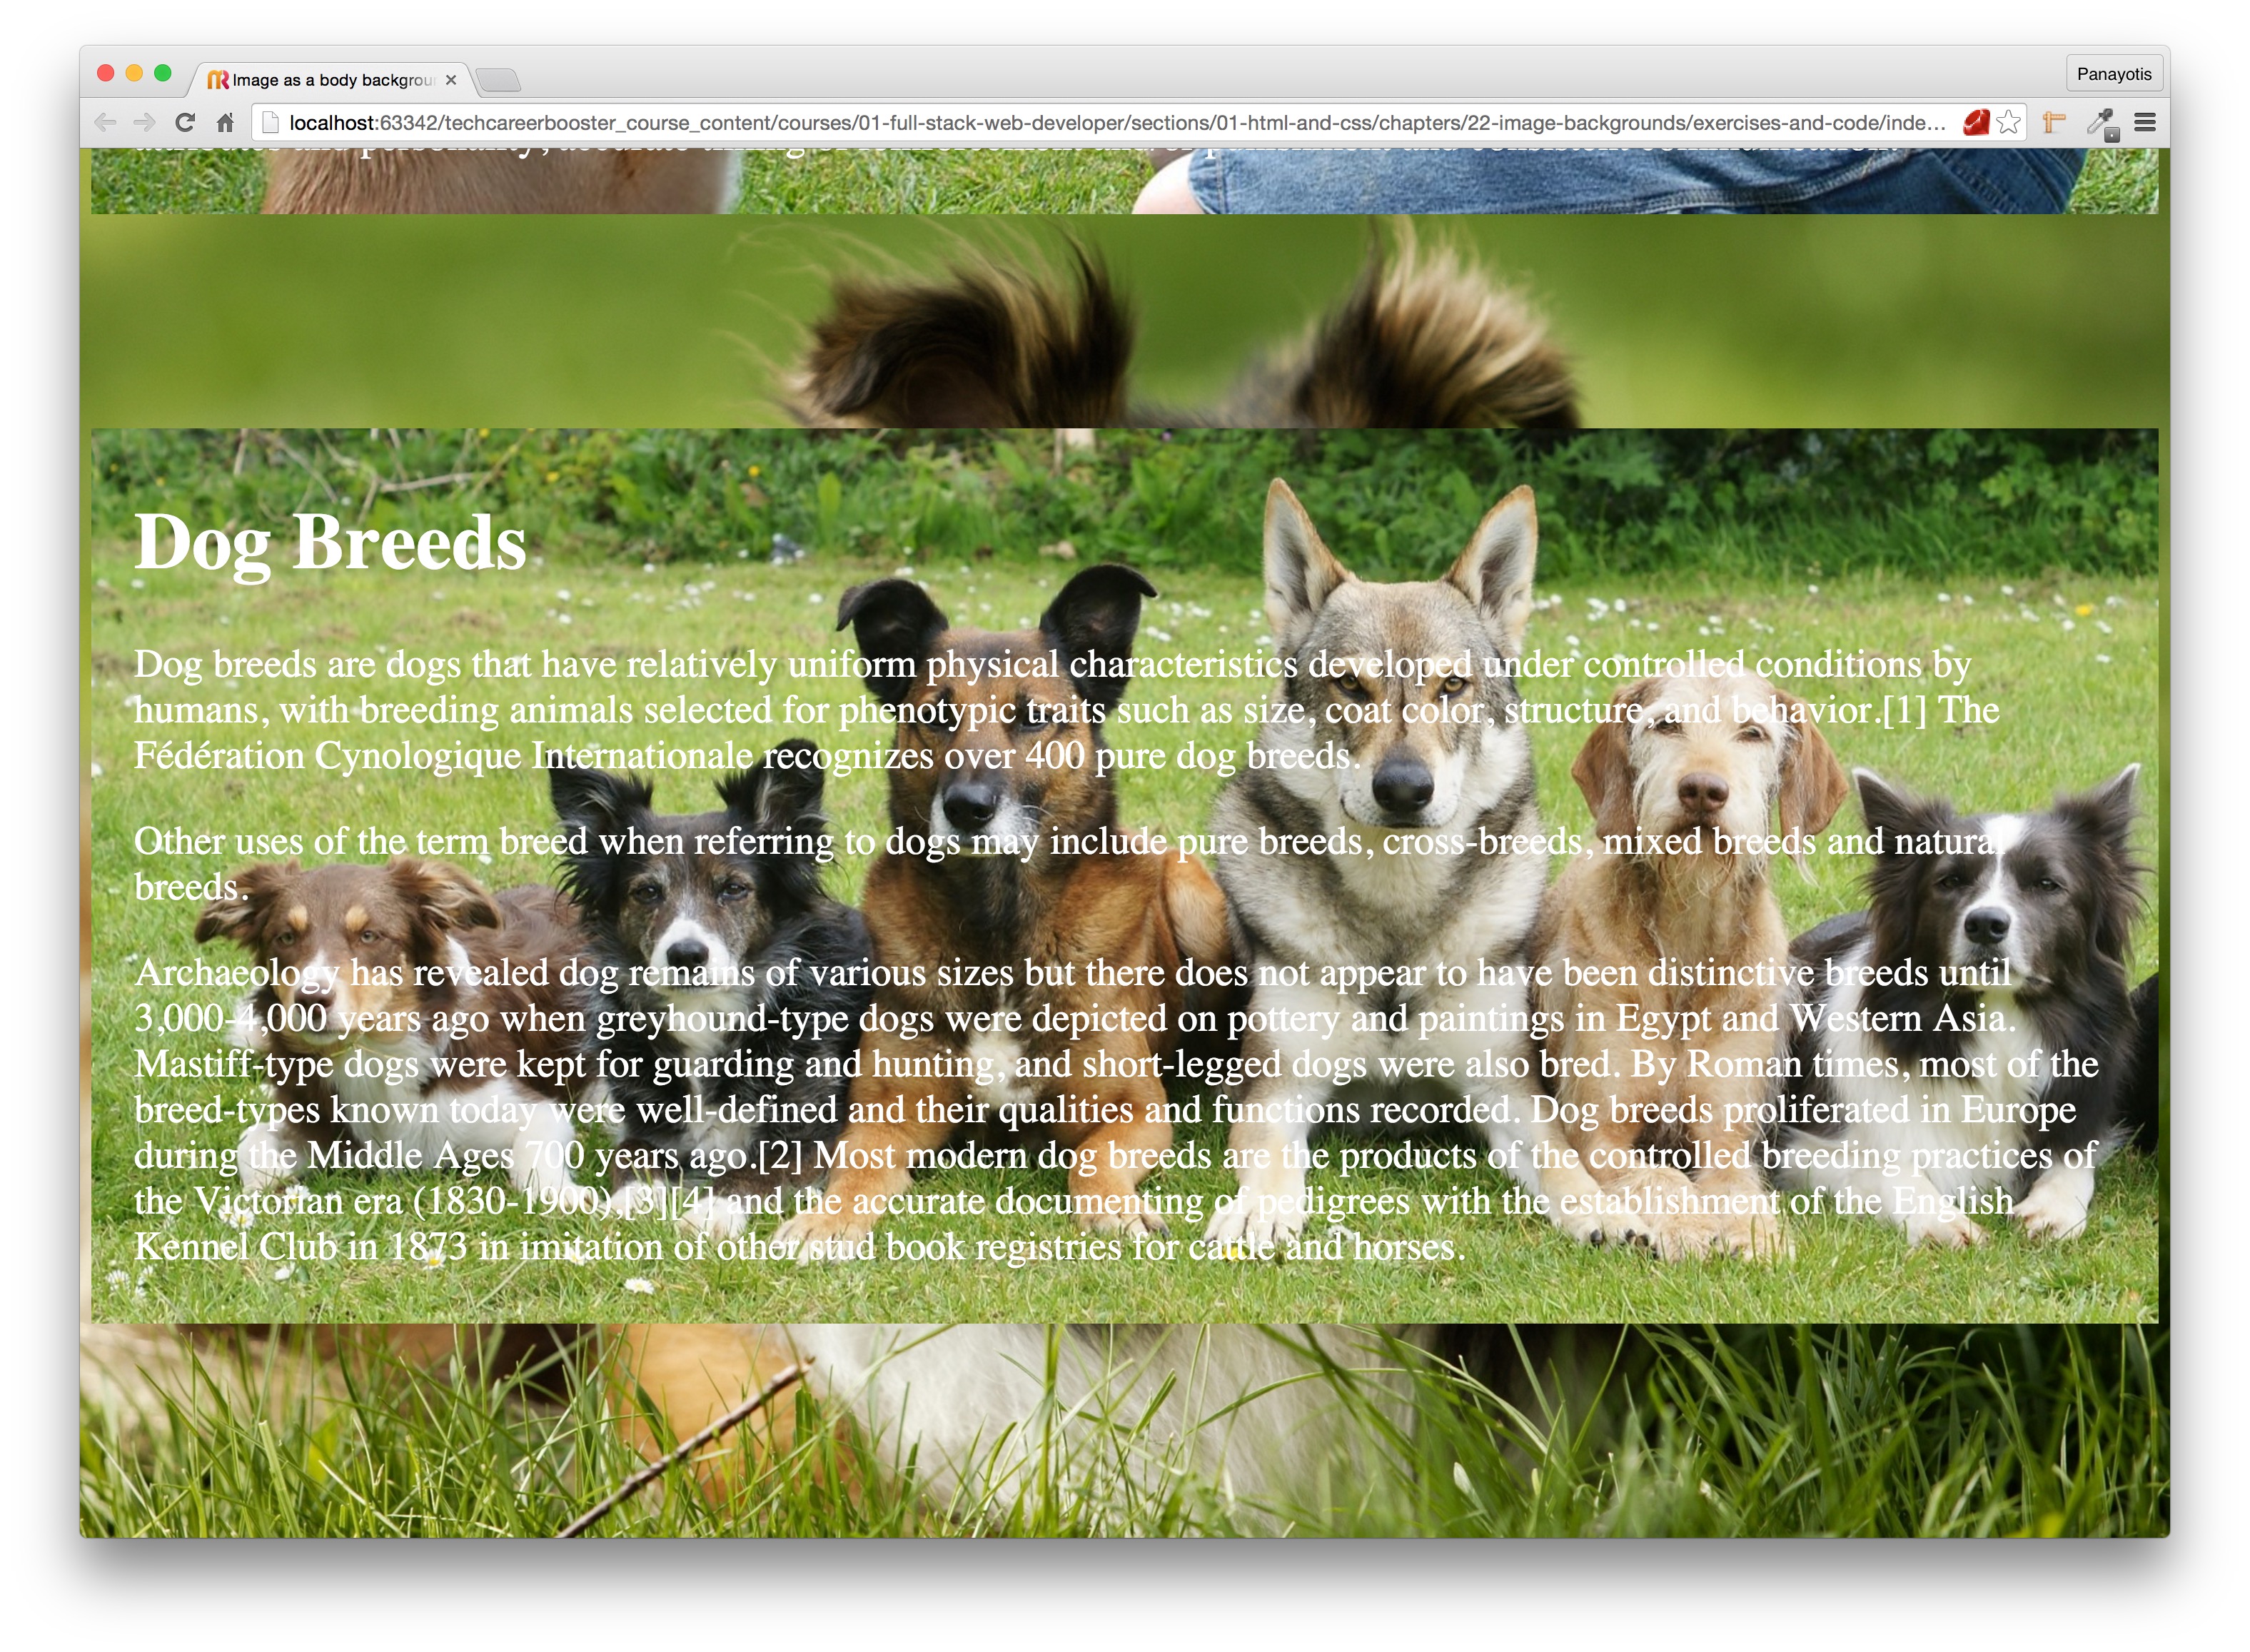 Image as a body backgrou
Panayotis
localhost:63342/techcareerbooster_course_content/courses/01-full-stack-web-developer/sections/01-html-and-css/chapters/22-image-backgrounds/exercises-and-code/inde...
Dog Breeds
Dog breeds are dogs that have relatively uniform physical characteristics developed under controlled conditions by
humans, with breeding animals selected for phenotypic traits such as size, coat color, structure, and behavior.[1] The
Fédération Cynologique Internationale recognizes over 400 pure dog breeds.
Other uses of the term breed when referring to dogs may include pure breeds, cross-breeds, mixed breeds and natural
breeds.
Archaeology has revealed dog remains of various sizes but there does not appear to have been distinctive breeds until
3,000-4,000 years ago when greyhound-type dogs were depicted on pottery and paintings in Egypt and Western Asia.
Mastiff-type dogs were kept for guarding and hunting, and short-legged dogs were also bred. By Roman times, most of the
breed-types known today were well-defined and their qualities and functions recorded. Dog breeds proliferated in Europe
during the Middle Ages 700 years ago.[2] Most modern dog breeds are the products of the controlled breeding practices of
the Victorian era (1830-1900),[3][4] and the accurate documenting of pedigrees with the establishment of the English
Kennel Club in 1873 in imitation of other stud book registries for cattle and horses.